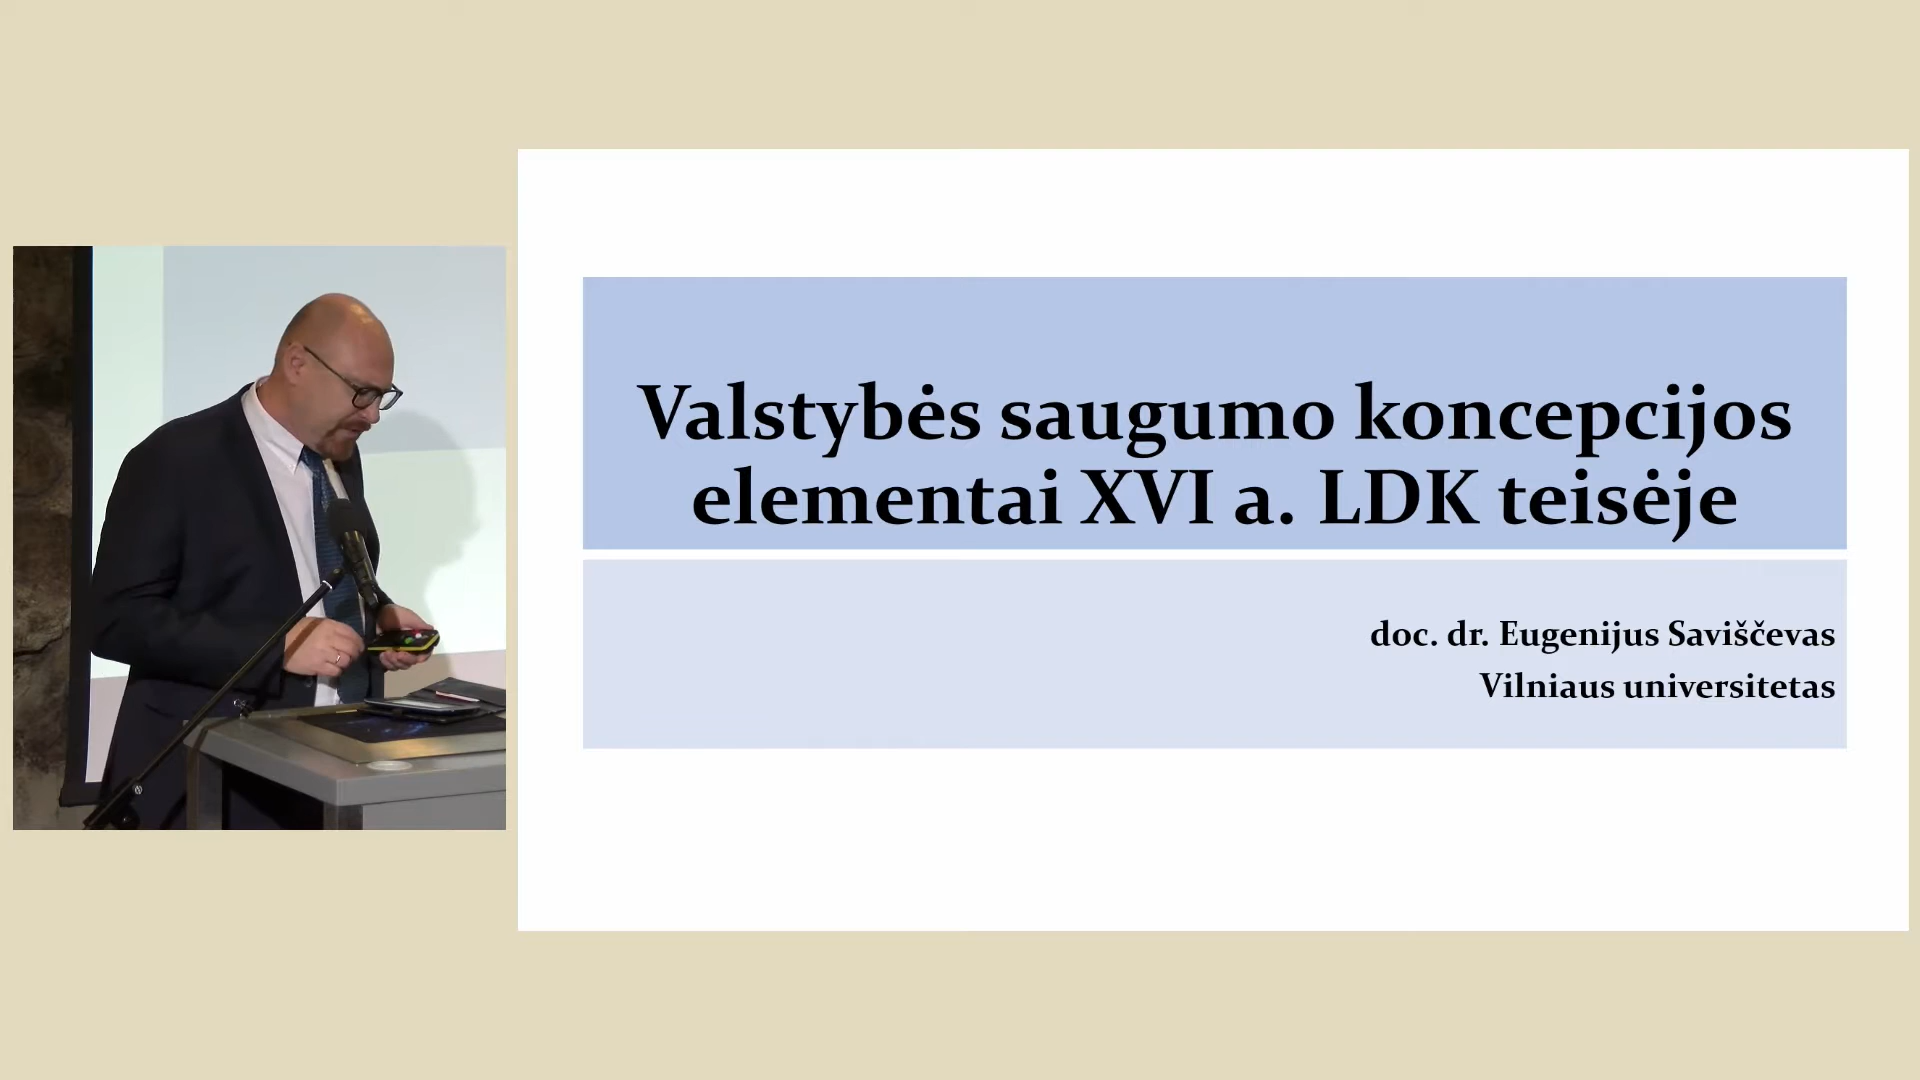 Valstybės saugumo koncepcijos
elementai XVI a. LDK teisėje
doc. dr. Eugenijus Saviščevas
Vilniaus universitetas